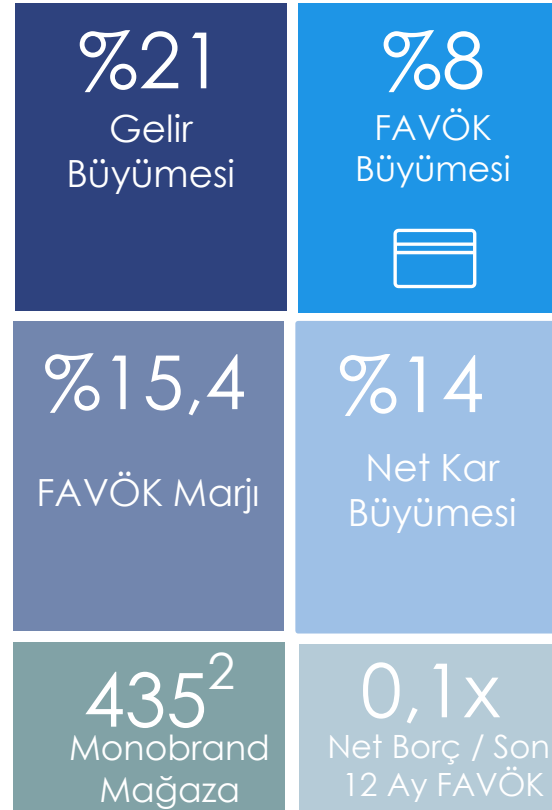 %21
Gelir
Büyümesi
%8
FAVÖK
Büyümesi
%15,4
FAVÖK Marjı
%14
Net Kar
Büyümesi
435²
Monobrand
Mağaza
0,1x
Net Borç / Son
12 Ay FAVÖK